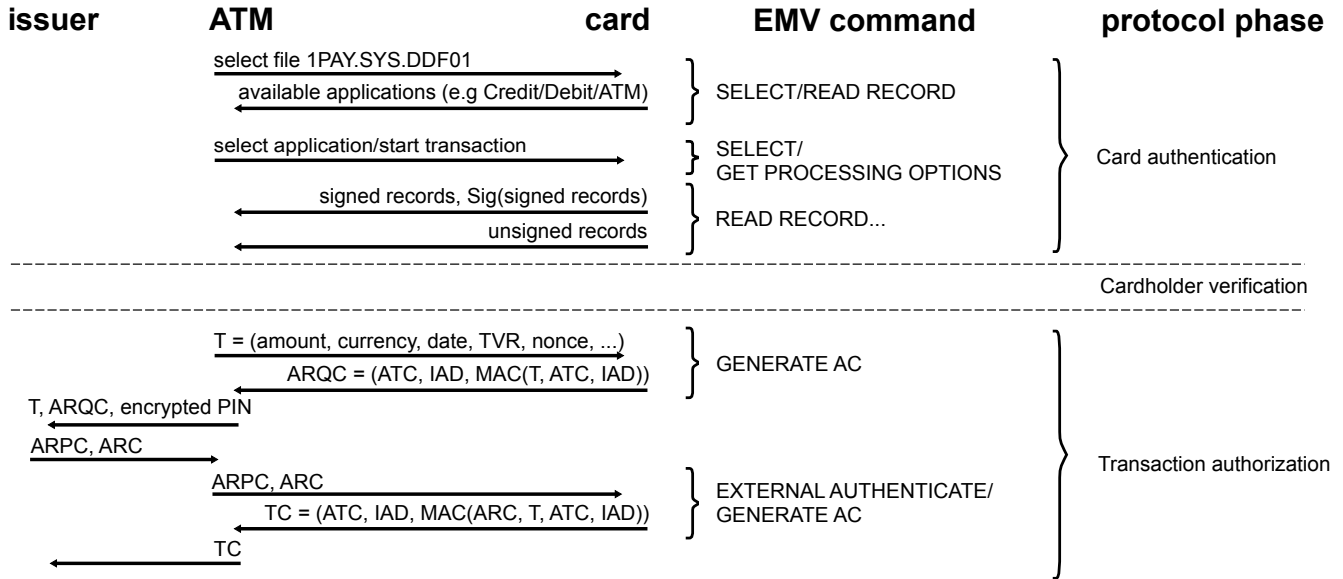 issuer ATM card EMV command protocol phase
select file 1PAY.SYS.DDF01
available applications (e.g Credit/Debit/ATM)
SELECT/READ RECORD
select application/start transaction
SELECT/
GET PROCESSING OPTIONS
Card authentication
signed records, Sig(signed records)
unsigned records
READ RECORD...
Cardholder verification
T = (amount, currency, date, TVR, nonce, ...)
ARQC = (ATC, IAD, MAC(T, ATC, IAD))
GENERATE AC
T, ARQC, encrypted PIN
ARPC, ARC
Transaction authorization
ARPC, ARC
TC = (ATC, IAD, MAC(ARC, T, ATC, IAD))
EXTERNAL AUTHENTICATE/
GENERATE AC
TC